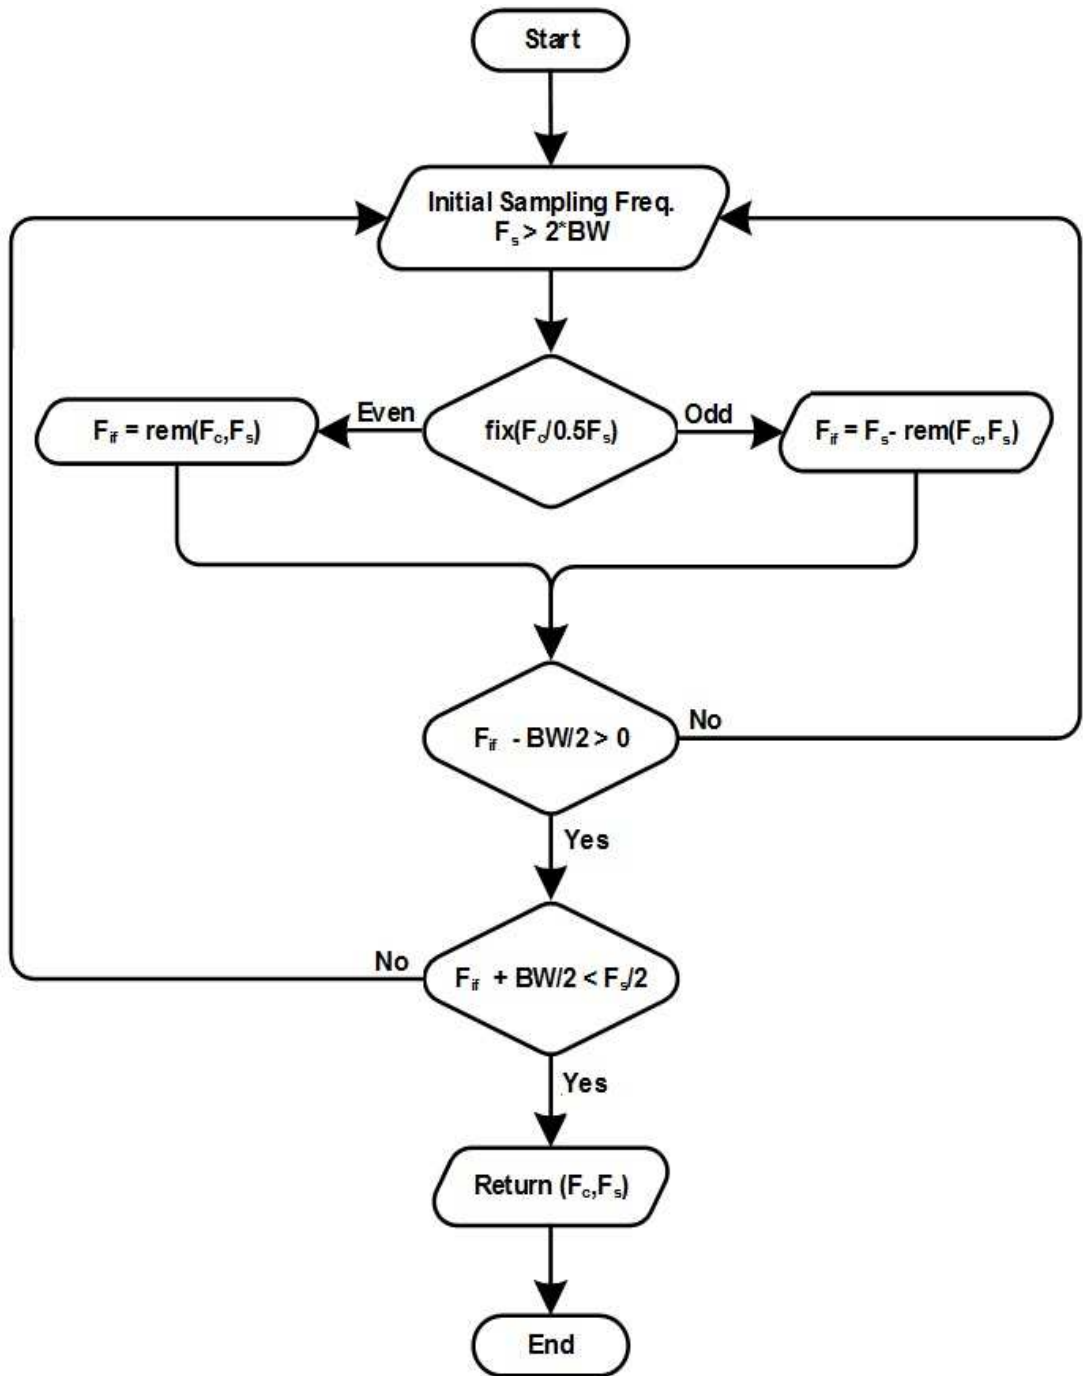 Start
Initial Sampling Freq.
Fs > 2*BW
Even
fix(Fc/0.5Fs)
Odd
Fif = rem(Fc,Fs)
Fif = Fs- rem(Fc,Fs)
Fif - BW/2 > 0
No
Yes
No
Fif + BW/2 < Fs/2
Yes
Return (Fc,Fs)
End